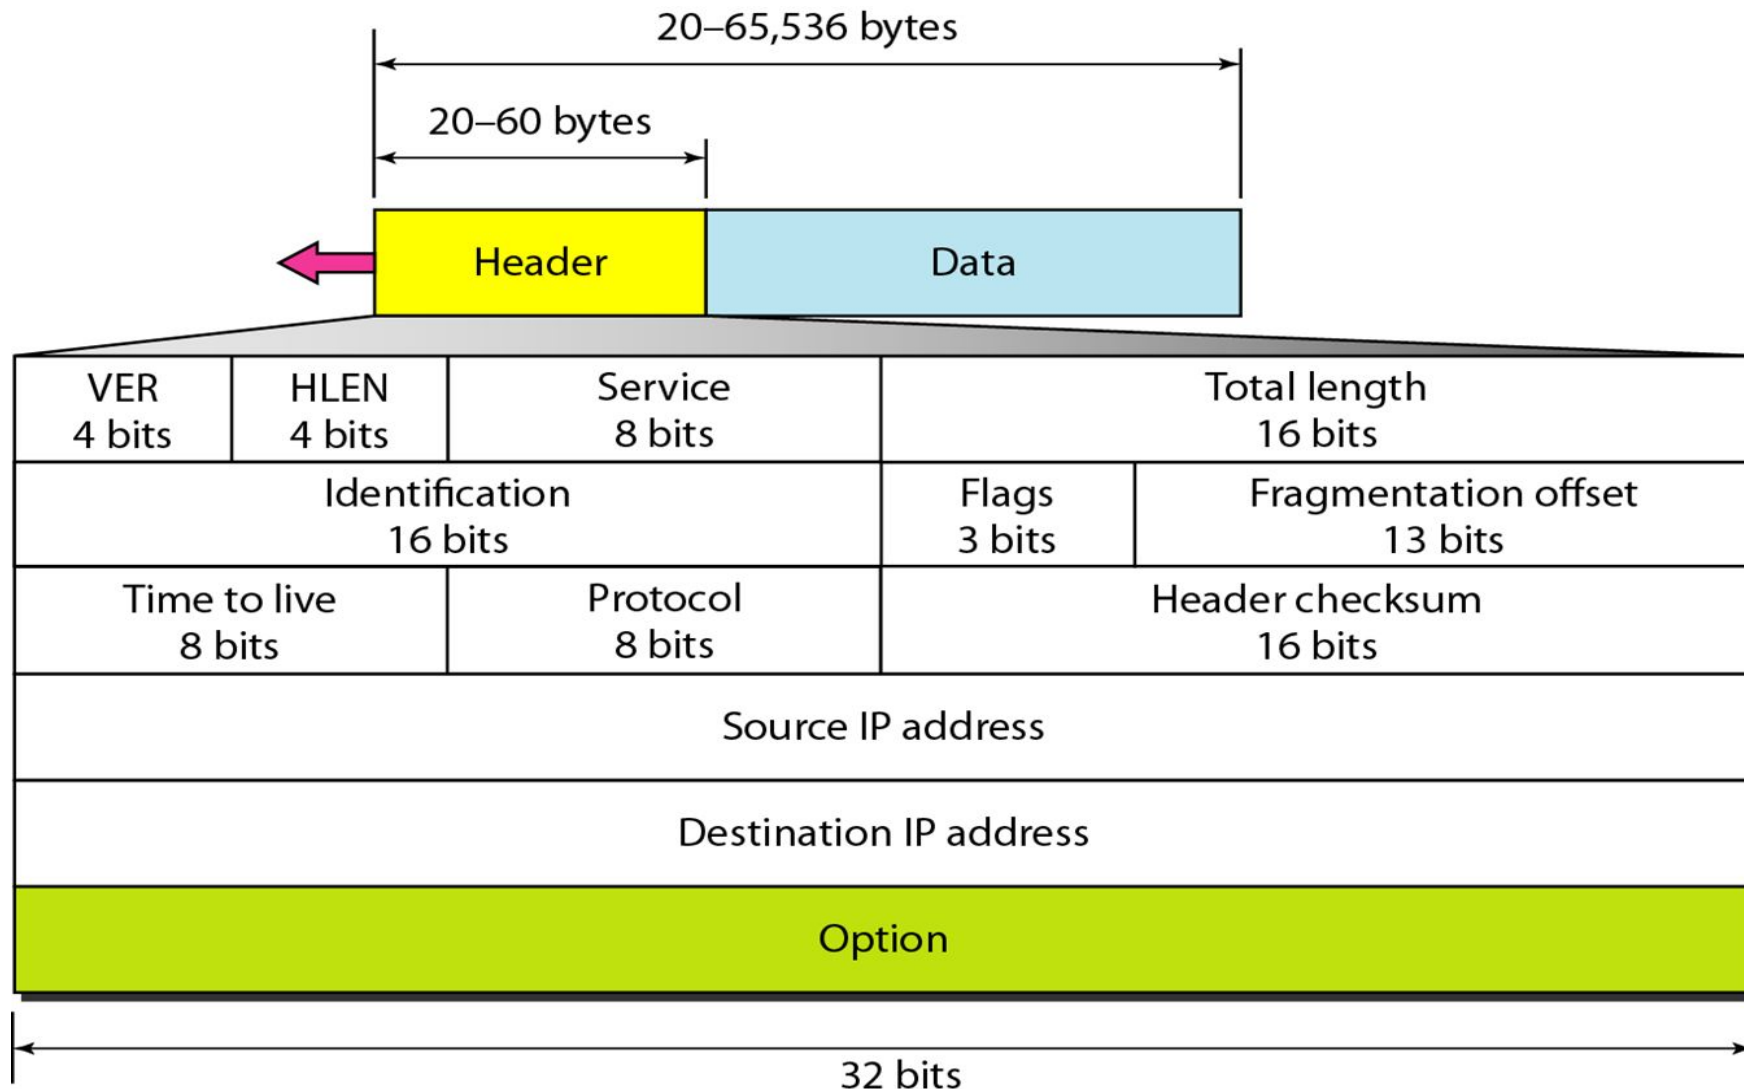 20–65,536 bytes
20–60 bytes
Header
Data
VER
4 bits
HLEN
4 bits
Service
8 bits
Total length
16 bits
Identification
16 bits
Flags
3 bits
Fragmentation offset
13 bits
Time to live
8 bits
Protocol
8 bits
Header checksum
16 bits
Source IP address
Destination IP address
Option
32 bits